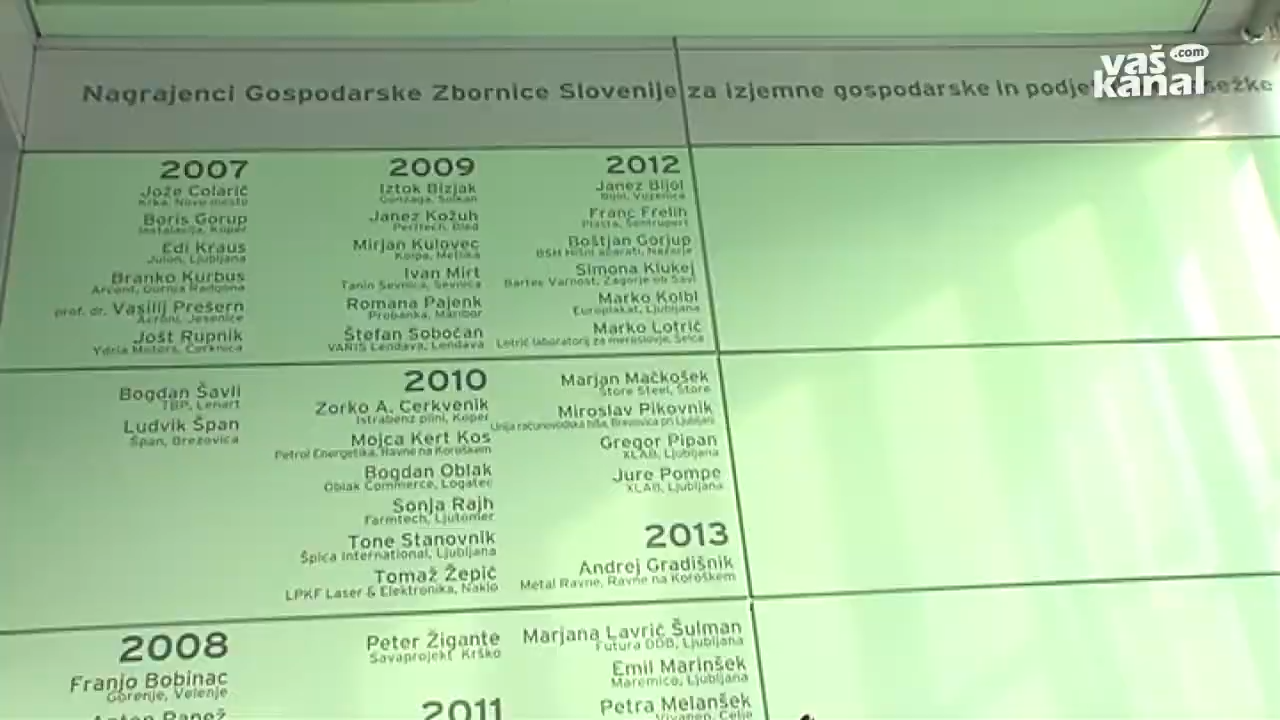 vaš
kanal
.com
Nagrajenci Gospodarske Zbornice Slovenije za izjemne gospodarske in
2007
Jože Colarič
Krka, Novo mesto
Boris Gorup
Instalacija, Koper
Edi Kraus
Julon, Ljubljana
Branko Kurbus
Arcont, Gornja Radgona
prof. dr. Vasilij Prešern
Acroni, Jesenice
Jošt Rupnik
Ydria Motors, Cerknica
Bogdan Šavli
TBP, Lenart
Ludvik Špan
Špan, Brezovica
2008
Franjo Bobinac
Gorenje, Velenje
2009
Iztok Bizjak
Gonzaga, Solkan
Janez Kožuh
Peritech, Bled
Mirjan Kulovec
Kolpa, Metlika
Ivan Mirt
Tanin Sevnica, Sevnica
Romana Pajenk
Probanka, Maribor
Štefan Sobočan
VARIS Lendava, Lendava
2010
Zorko A. Cerkvenik
Istrabenz plini, Koper
Mojca Kert Kos
Petrol Energetika, Ravne na Koroškem
Bogdan Oblak
Oblak Commerce, Logatec
Sonja Rajh
Farmtech, Ljutomer
Tone Stanovnik
Špica International, Ljubljana
Tomaž Žepič
LPKF Laser & Elektronika, Naklo
Peter Žigante
Savaprojekt Krško
2011
2012
Janez Bijol
Bijol, Vuzenica
Franc Frelih
Plasta, Šentrupert
Boštjan Gorjup
BSH Hišni aparati, Nazarje
Simona Klukej
Bartec Varnost, Zagorje ob Savi
Marko Kolbl
Europlakat, Ljubljana
Marko Lotrič
Lotrič laboratorij za meroslovje, Selca
Marjan Mačkošek
Štore Steel, Štore
Miroslav Pikovnik
Unija računovodska hiša, Brezovica pri Ljubljani
Gregor Pipan
XLAB, Ljubljana
Jure Pompe
XLAB, Ljubljana
2013
Andrej Gradišnik
Metal Ravne, Ravne na Koroškem
Marjana Lavrič Šulman
Futura DDB, Ljubljana
Emil Marinšek
Maremico, Ljubljana
Petra Melanšek
Vivapen, Celje